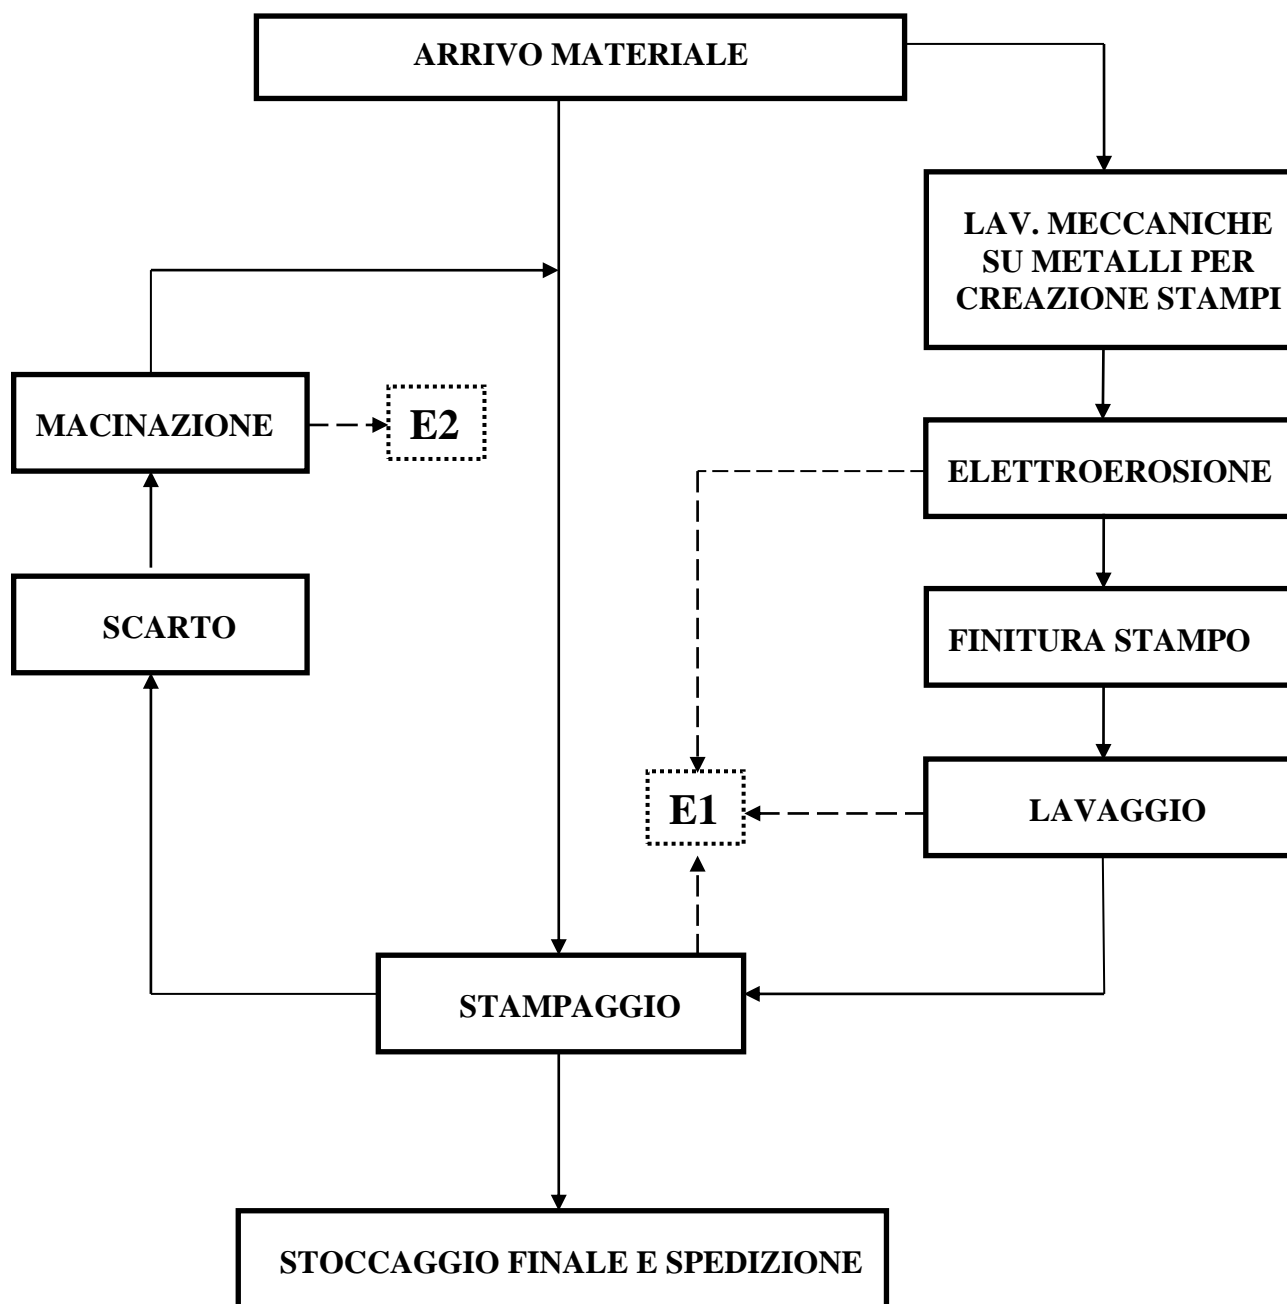 ARRIVO MATERIALE
LAV. MECCANICHE
SU METALLI PER
CREAZIONE STAMPI
MACINAZIONE
E2
ELETTROEROSIONE
SCARTO
FINITURA STAMPO
E1
LAVAGGIO
STAMPAGGIO
STOCCAGGIO FINALE E SPEDIZIONE